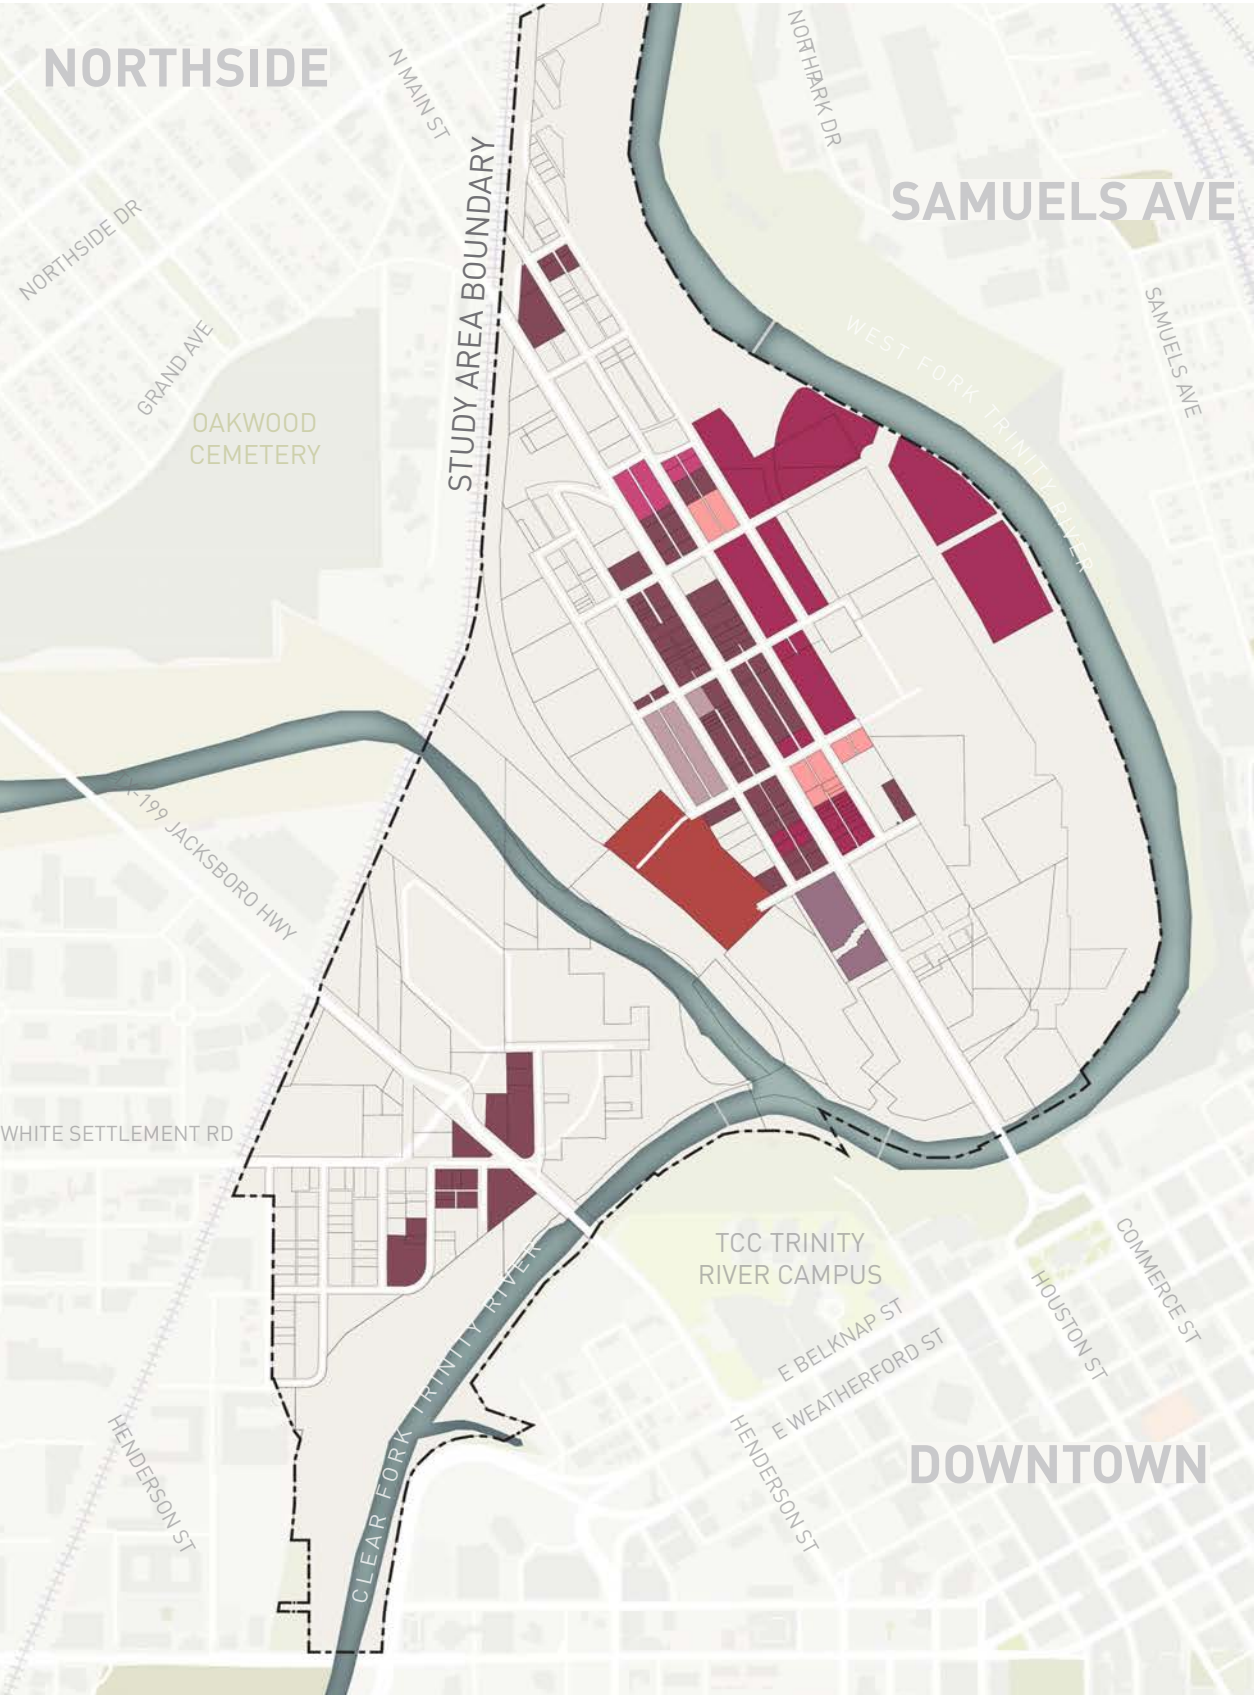 NORTHSIDE
N MAIN ST
NORTHPARK DR
SAMUELS AVE
STUDY AREA BOUNDARY
NORTHSIDE DR
SAMUELS AVE
GRAND AVE
WEST FORK TRINITY RIVER
OAKWOOD
CEMETERY
TX-199 JACKSBORO HWY
WHITE SETTLEMENT RD
TCC TRINITY
RIVER CAMPUS
COMMERCE ST
HOUSTON ST
E BELKNAP ST
E WEATHERFORD ST
CLEAR FORK TRINITY RIVER
HENDERSON ST
HENDERSON ST
DOWNTOWN